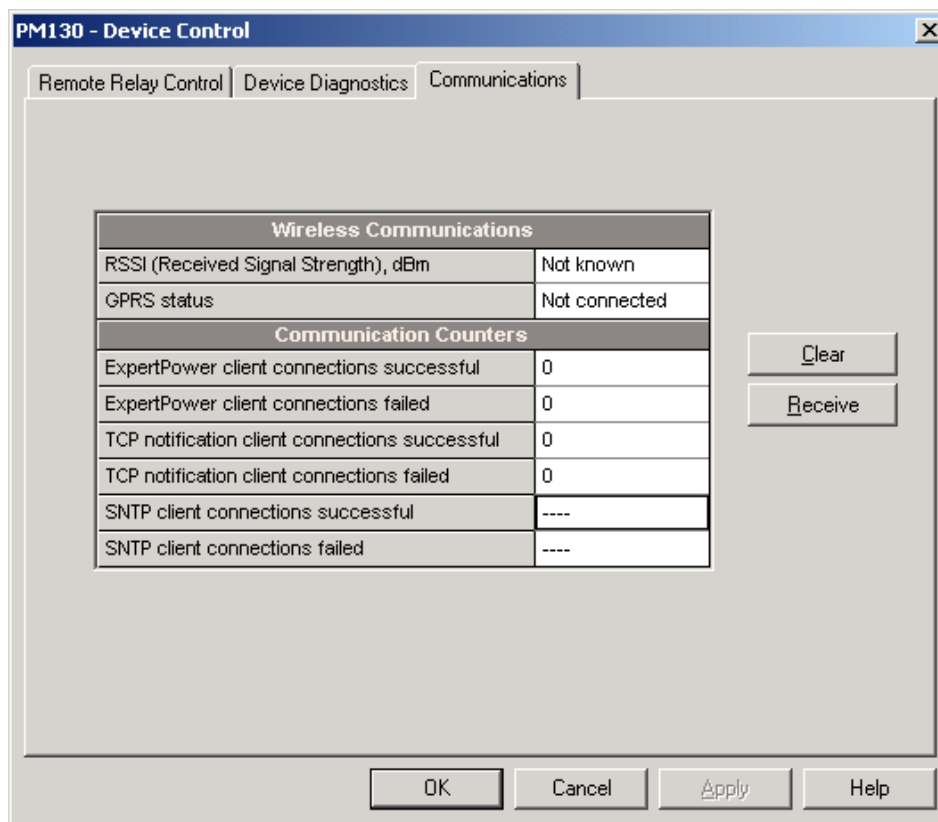 PM130 - Device Control
Remote Relay Control Device Diagnostics Communications
Wireless Communications
RSSI (Received Signal Strength), dBm Not known
GPRS status Not connected
Communication Counters
ExpertPower client connections successful 0
ExpertPower client connections failed 0
TCP notification client connections successful 0
TCP notification client connections failed 0
SNTP client connections successful ----
SNTP client connections failed ----
Clear
Receive
OK Cancel Apply Help